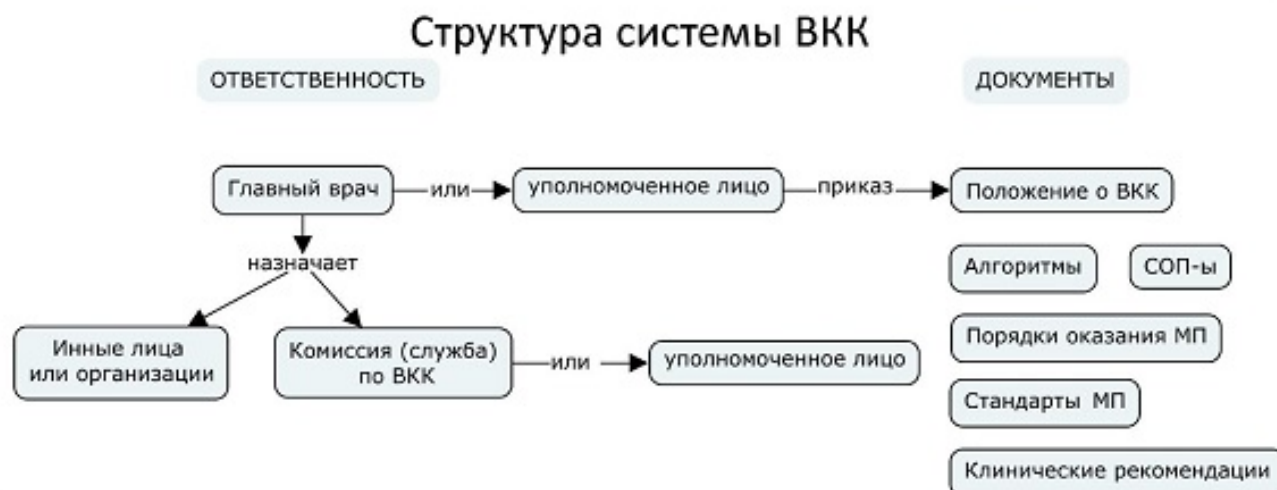 Структура системы ВКК
ОТВЕТСТВЕННОСТЬ
ДОКУМЕНТЫ
Главный врач
или
уполномоченное лицо
приказ
Положение о ВКК
назначает
Алгоритмы
СОП-ы
Инные лица
или организации
Комиссия (служба)
по ВКК
или
уполномоченное лицо
Порядки оказания МП
Стандарты МП
Клинические рекомендации